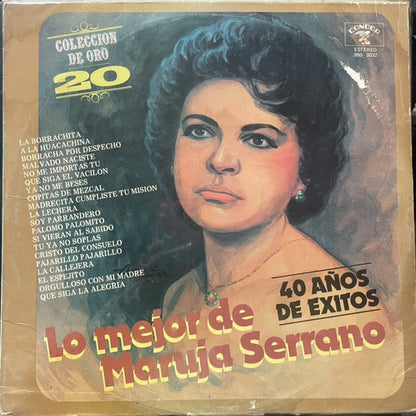 COLECCION
DE ORO
20
CONDOR
ESTEREO
LA BORRACHITA
A LA HUACACHINA
BORRACHA POR DESPECHO
MALVADO NACISTE
NO ME IMPORTAS TU
QUE SIGA EL VACILON
YA NO ME BESES
COPITAS DE MEZCAL
MADRECITA CUMPLISTE TU MISION
LA LECHERA
SOY PARRANDERO
PALOMO PALOMITO
SI VIERAN AL SABIDO
TU YA NO SOPLAS
CRISTO DEL CONSUELO
PAJARILLO PAJARILLO
LA CALLEJERA
EL ESPEJITO
ORGULLOSO CON MI MADRE
QUE SIGA LA ALEGRIA
40 AÑOS
DE EXITOS
Lo mejor de
Maruja Serrano